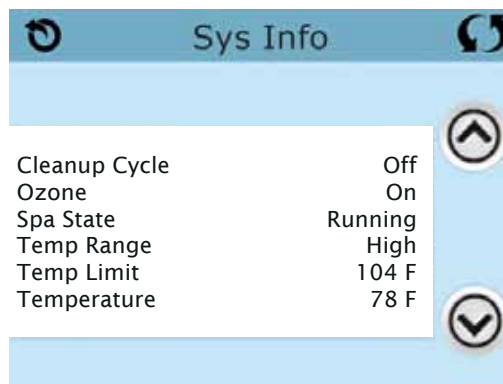 Sys Info
Cleanup Cycle Off
Ozone On
Spa State Running
Temp Range High
Temp Limit 104 F
Temperature 78 F